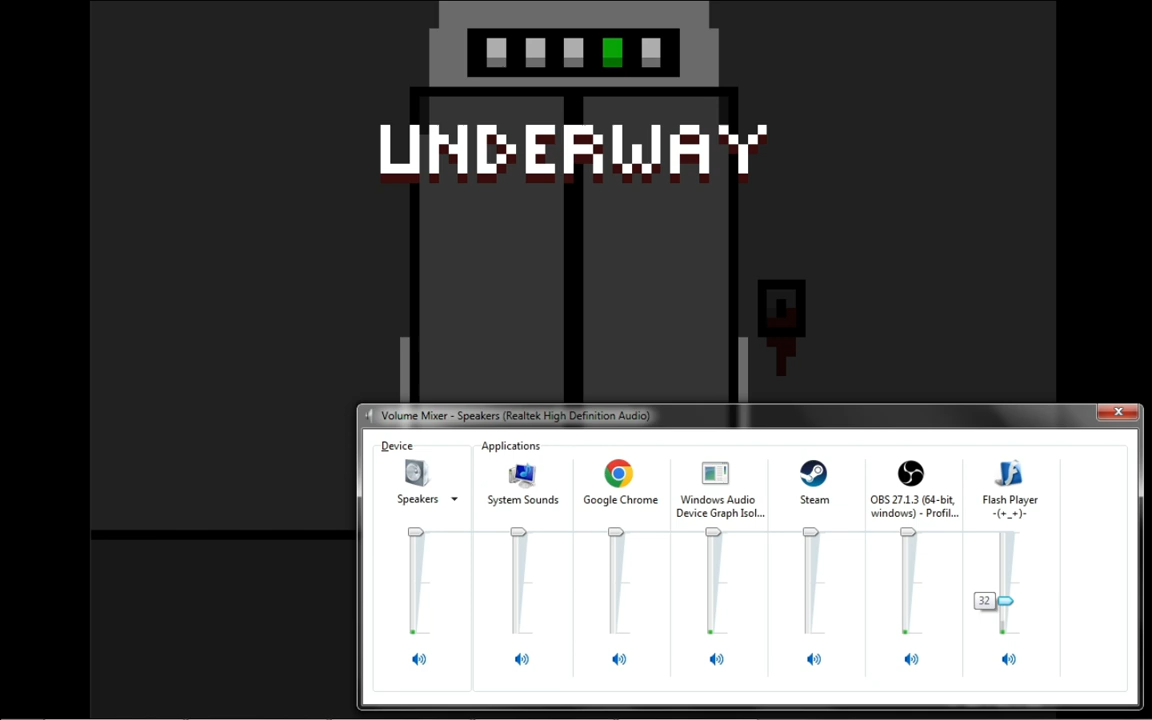 UNDERWAY
Volume Mixer - Speakers (Realtek High Definition Audio)
Device
Applications
Speakers
System Sounds
Google Chrome
Windows Audio
Device Graph Isol...
Steam
OBS 27.1.3 (64-bit,
windows) - Profil...
Flash Player
-(+_+)-
32